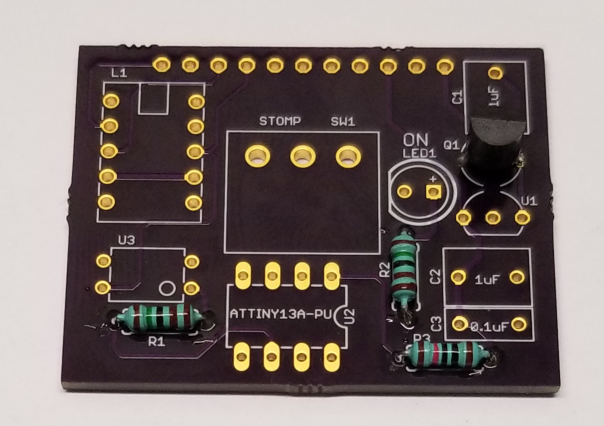 L1
C1
1uF
STOMP SW1
ON
LED1
Q1
U1
U3
R2
C2
1uF
ATTINY13A-PU
U2
C3
0.1uF
R1
R3
+